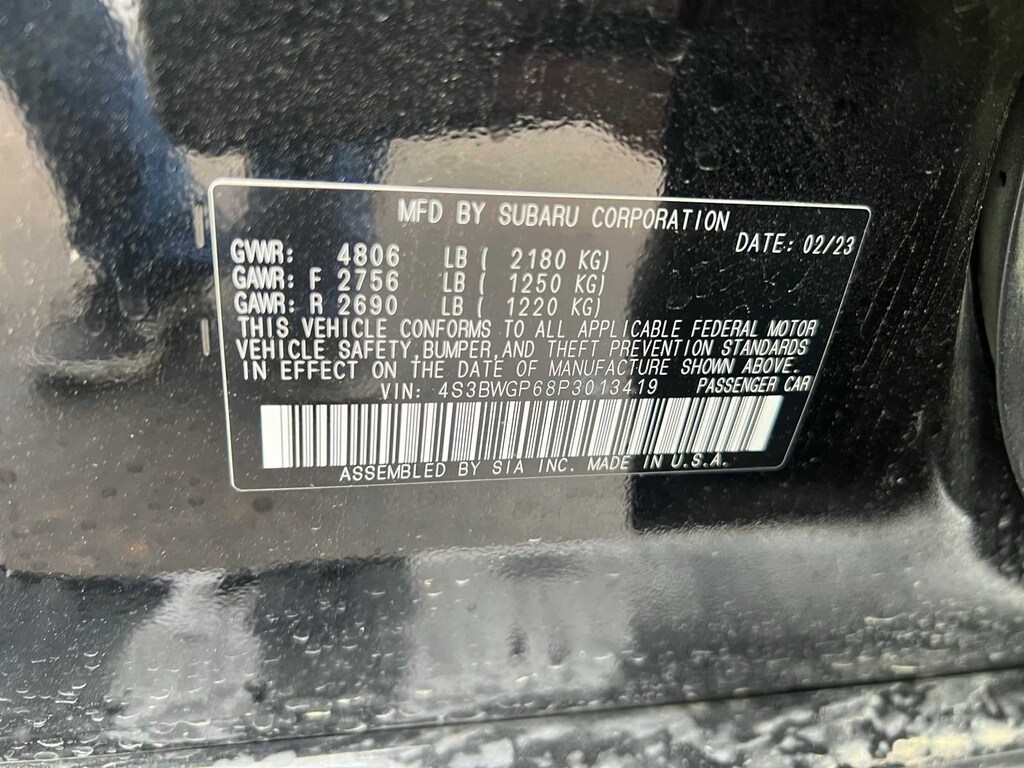 MFD BY SUBARU CORPORATION
DATE: 02/23
GVWR: 4806 LB ( 2180 KG)
GAWR: F 2756 LB ( 1250 KG)
GAWR: R 2690 LB ( 1220 KG)
THIS VEHICLE CONFORMS TO ALL APPLICABLE FEDERAL MOTOR
VEHICLE SAFETY, BUMPER, AND THEFT PREVENTION STANDARDS
IN EFFECT ON THE DATE OF MANUFACTURE SHOWN ABOVE.
VIN: 4S3BWGP68P3013419 PASSENGER CAR
ASSEMBLED BY SIA INC. MADE IN U.S.A.